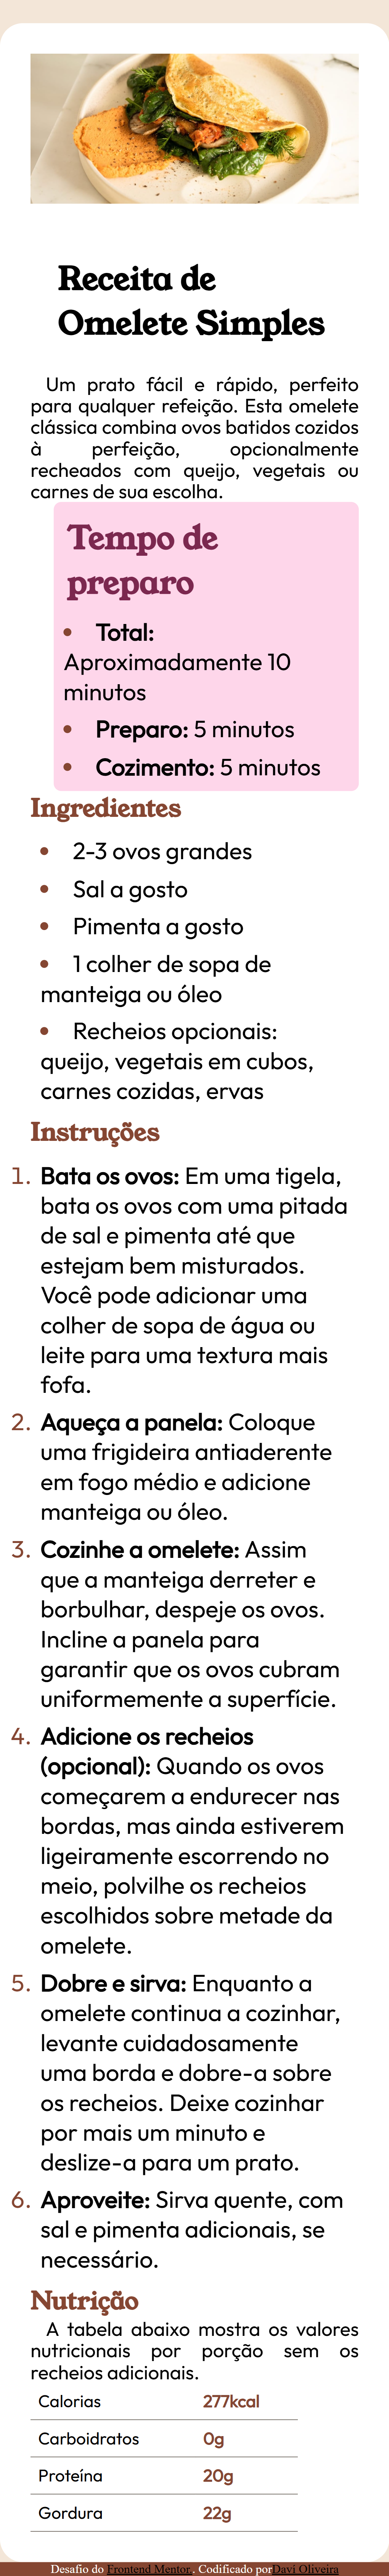 Receita de
Omelete Simples
Um prato fácil e rápido, perfeito
para qualquer refeição. Esta omelete
clássica combina ovos batidos cozidos
à perfeição, opcionalmente
recheados com queijo, vegetais ou
carnes de sua escolha.
Tempo de
preparo
• Total:
Aproximadamente 10
minutos
• Preparo: 5 minutos
• Cozimento: 5 minutos
Ingredientes
• 2-3 ovos grandes
• Sal a gosto
• Pimenta a gosto
• 1 colher de sopa de
manteiga ou óleo
• Recheios opcionais:
queijo, vegetais em cubos,
carnes cozidas, ervas
Instruções
1. Bata os ovos: Em uma tigela,
bata os ovos com uma pitada
de sal e pimenta até que
estejam bem misturados.
Você pode adicionar uma
colher de sopa de água ou
leite para uma textura mais
fofa.
2. Aqueça a panela: Coloque
uma frigideira antiaderente
em fogo médio e adicione
manteiga ou óleo.
3. Cozinhe a omelete: Assim
que a manteiga derreter e
borbulhar, despeje os ovos.
Incline a panela para
garantir que os ovos cubram
uniformemente a superfície.
4. Adicione os recheios
(opcional): Quando os ovos
começarem a endurecer nas
bordas, mas ainda estiverem
ligeiramente escorrendo no
meio, polvilhe os recheios
escolhidos sobre metade da
omelete.
5. Dobre e sirva: Enquanto a
omelete continua a cozinhar,
levante cuidadosamente
uma borda e dobre-a sobre
os recheios. Deixe cozinhar
por mais um minuto e
deslize-a para um prato.
6. Aproveite: Sirva quente, com
sal e pimenta adicionais, se
necessário.
Nutrição
A tabela abaixo mostra os valores
nutricionais por porção sem os
recheios adicionais.
Calorias 277kcal
Carboidratos 0g
Proteína 20g
Gordura 22g
Desafio do Frontend Mentor. . Codificado por Davi Oliveira